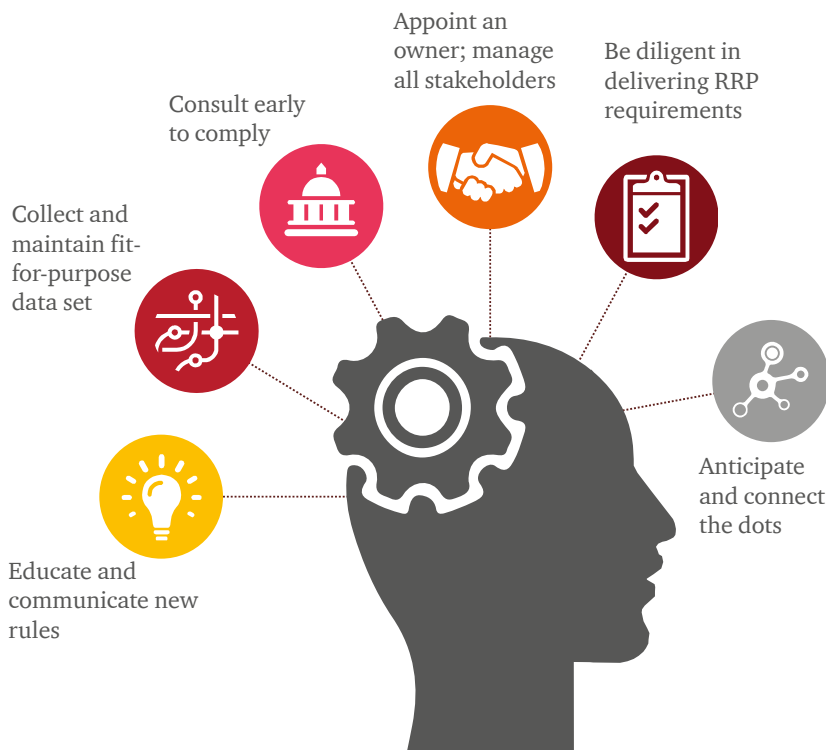 Appoint an
owner; manage
all stakeholders
Be diligent in
delivering RRP
requirements
Consult early
to comply
Collect and
maintain fit-
for-purpose
data set
Anticipate
and connect
the dots
Educate and
communicate new
rules